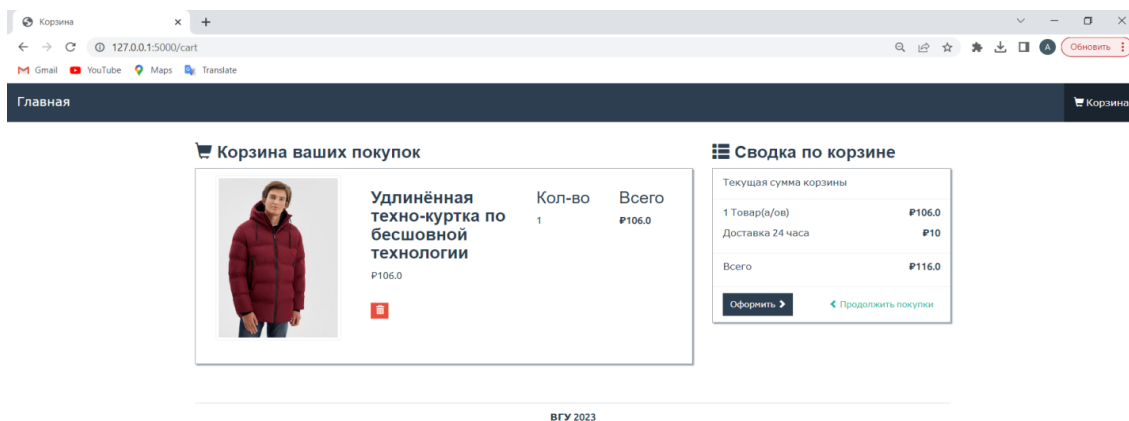 Корзина
127.0.0.1:5000/cart
А
Обновить
Gmail YouTube Maps Translate
Главная
Корзина
Корзина ваших покупок
Удлинённая
техно-куртка по
бесшовной
технологии
₽106.0
Кол-во
1
Всего
₽106.0
Сводка по корзине
Текущая сумма корзины
1 Товар(а/ов) ₽106.0
Доставка 24 часа ₽10
Всего ₽116.0
Оформить
Продолжить покупки
ВГУ 2023